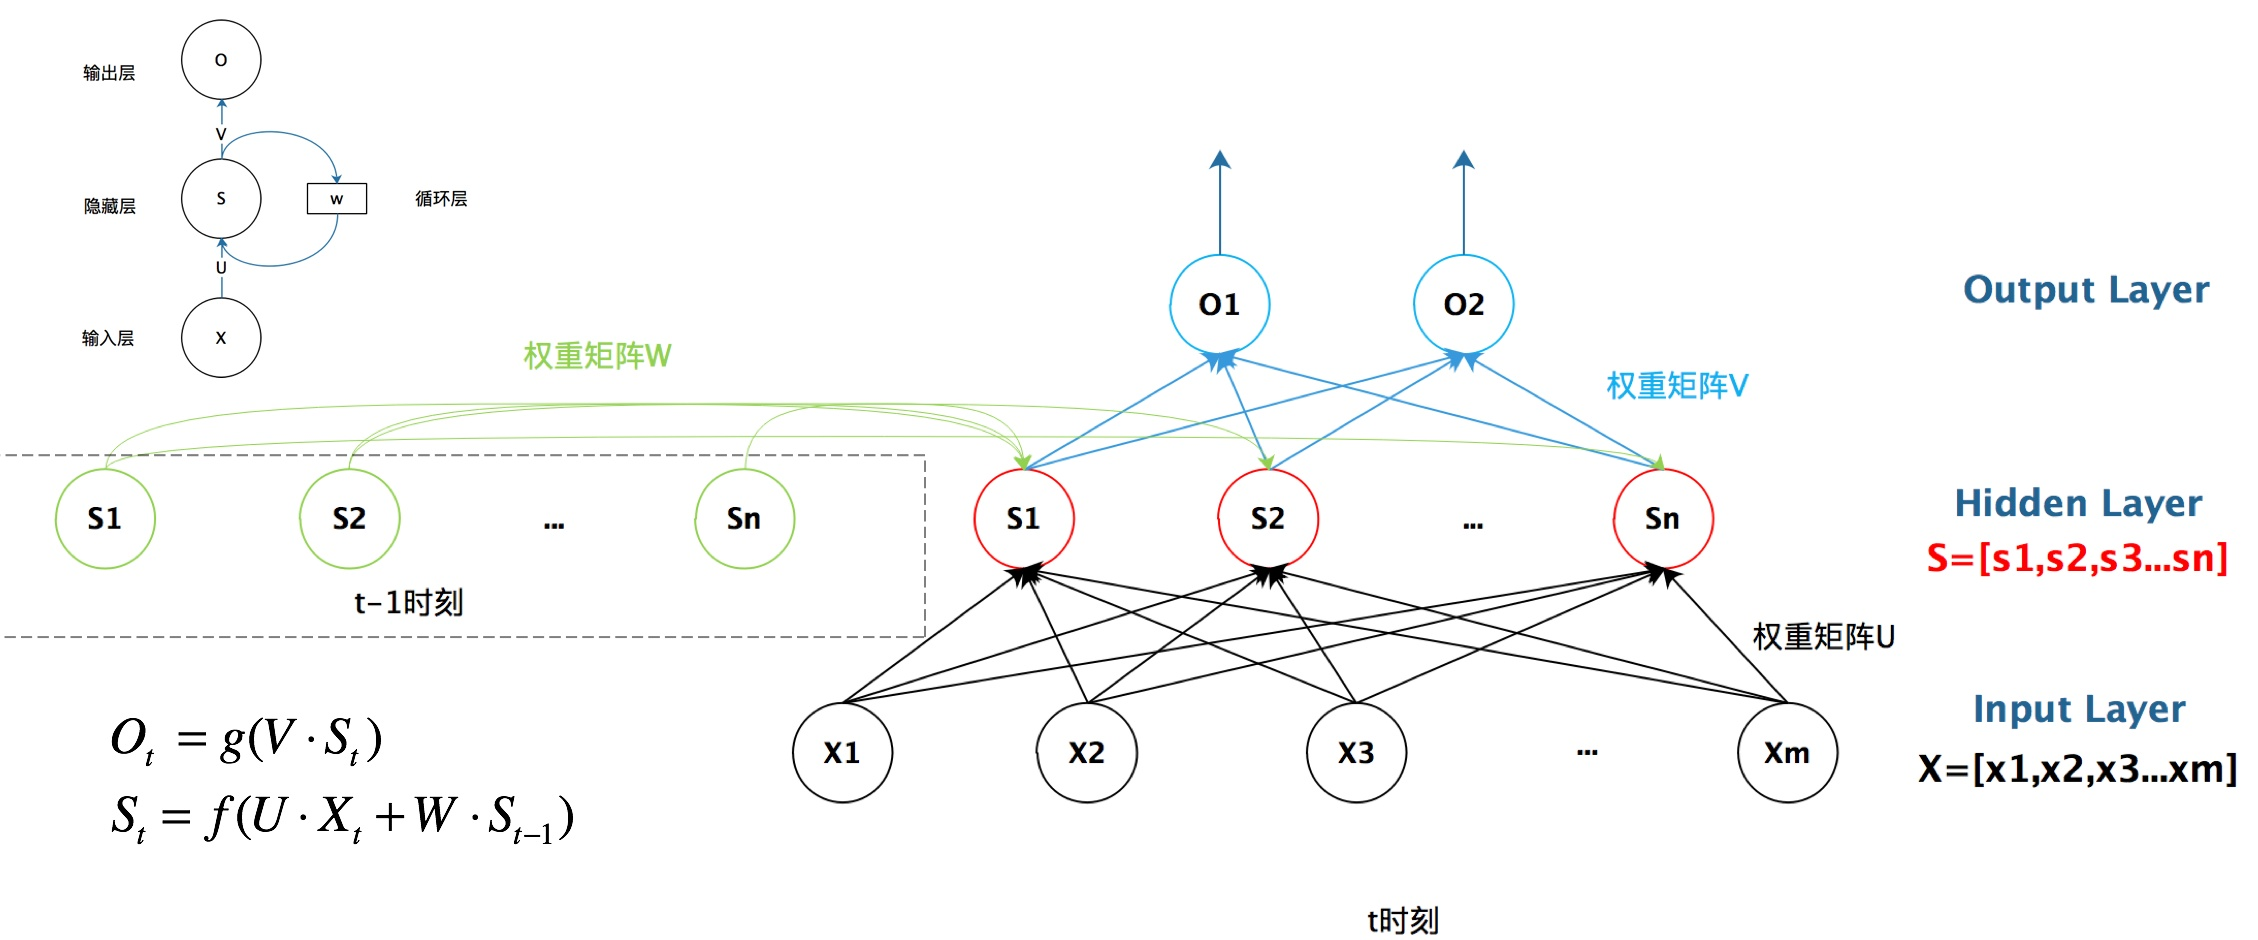 O
输出层
V
S
w
隐藏层
循环层
U
X
输入层
权重矩阵W
O1
O2
Output Layer
权重矩阵V
S1
S2
...
Sn
t-1时刻
S1
S2
...
Sn
Hidden Layer
S=[s1,s2,s3...sn]
权重矩阵U
X1
X2
X3
...
Xm
Input Layer
X=[x1,x2,x3...xm]
O_t = g(V · S_t)
S_t = f(U · X_t + W · S_{t-1})
t时刻